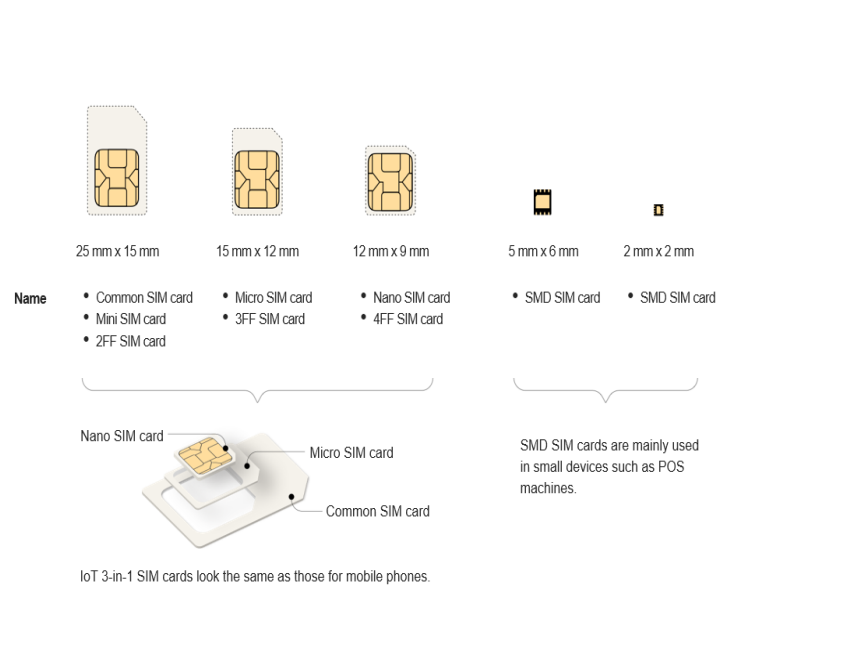 25 mm x 15 mm
15 mm x 12 mm
12 mm x 9 mm
5 mm x 6 mm
2 mm x 2 mm
Name
• Common SIM card
• Mini SIM card
• 2FF SIM card
• Micro SIM card
• 3FF SIM card
• Nano SIM card
• 4FF SIM card
• SMD SIM card
• SMD SIM card
Nano SIM card
Micro SIM card
Common SIM card
SMD SIM cards are mainly used
in small devices such as POS
machines.
IoT 3-in-1 SIM cards look the same as those for mobile phones.